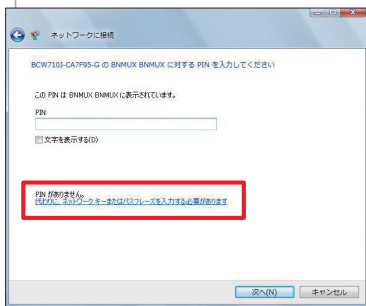 ネットワークに接続
BCW710J-CA7F95-G の BNMUX BNMUX に対する PIN を入力してください
この PIN は BNMUX BNMUX に表示されています。
PIN:
文字を表示する(D)
PIN がありません。
代わりに、ネットワーク キーまたはパスフレーズを入力する必要があります
次へ(N)
キャンセル